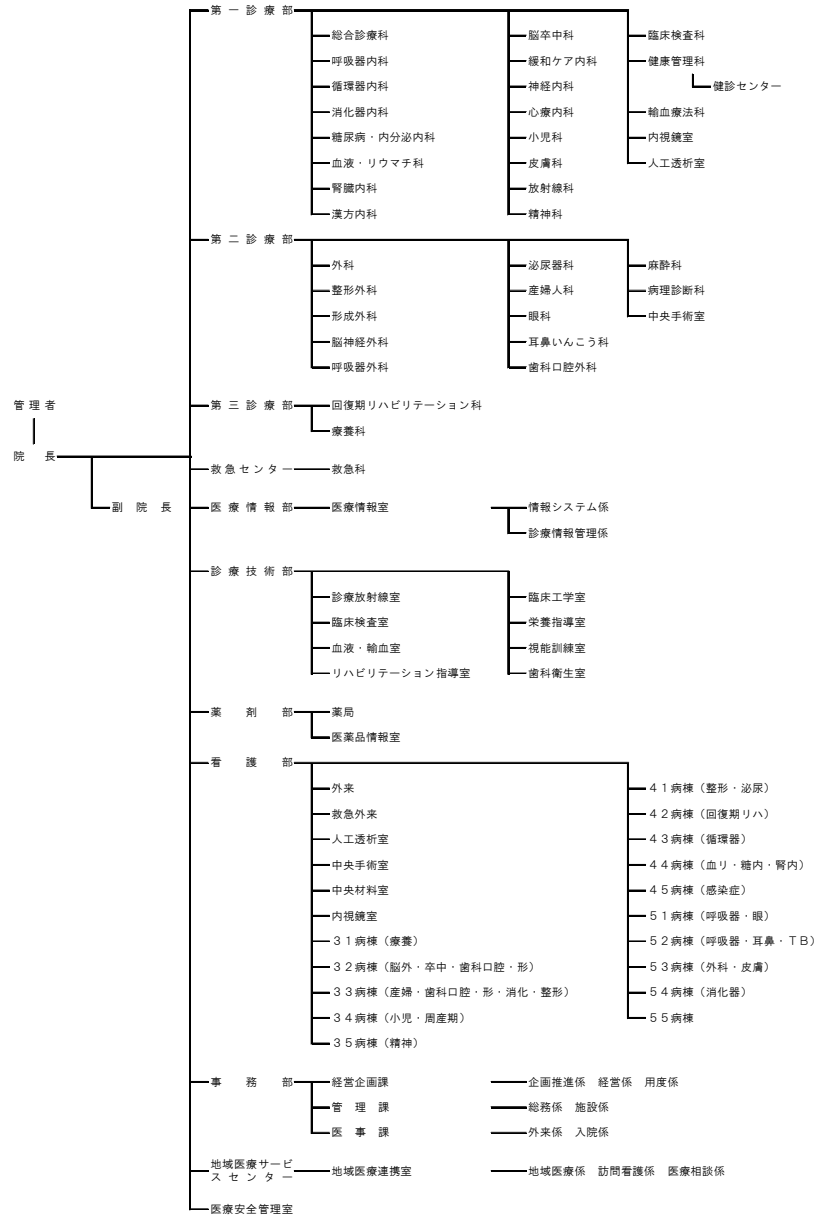 第一診療部
総合診療科 脳卒中科 臨床検査科
呼吸器内科 緩和ケア内科 健康管理科
循環器内科 神経内科 健診センター
消化器内科 心療内科 輸血療法科
糖尿病・内分泌内科 小児科 内視鏡室
血液・リウマチ科 皮膚科 人工透析室
腎臓内科 放射線科
漢方内科 精神科
第二診療部
外科 泌尿器科 麻酔科
整形外科 産婦人科 病理診断科
形成外科 眼科 中央手術室
脳神経外科 耳鼻いんこう科
呼吸器外科 歯科口腔外科
管理者 第三診療部 回復期リハビリテーション科
療養科
院長
救急センター 救急科
副院長 医療情報部 医療情報室 情報システム係
診療情報管理係
診療技術部
診療放射線室 臨床工学室
臨床検査室 栄養指導室
血液・輸血室 視能訓練室
リハビリテーション指導室 歯科衛生室
薬剤部 薬局
医薬品情報室
看護部
外来 41病棟（整形・泌尿）
救急外来 42病棟（回復期リハ）
人工透析室 43病棟（循環器）
中央手術室 44病棟（血リ・糖内・腎内）
中央材料室 45病棟（感染症）
内視鏡室 51病棟（呼吸器・眼）
31病棟（療養） 52病棟（呼吸器・耳鼻・TB）
32病棟（脳外・卒中・歯科口腔・形） 53病棟（外科・皮膚）
33病棟（産婦・歯科口腔・形・消化・整形） 54病棟（消化器）
34病棟（小児・周産期） 55病棟
35病棟（精神）
事務部 経営企画課 企画推進係 経営係 用度係
管理課 総務係 施設係
医事課 外来係 入院係
地域医療サービ
スセンター 地域医療連携室 地域医療係 訪問看護係 医療相談係
医療安全管理室